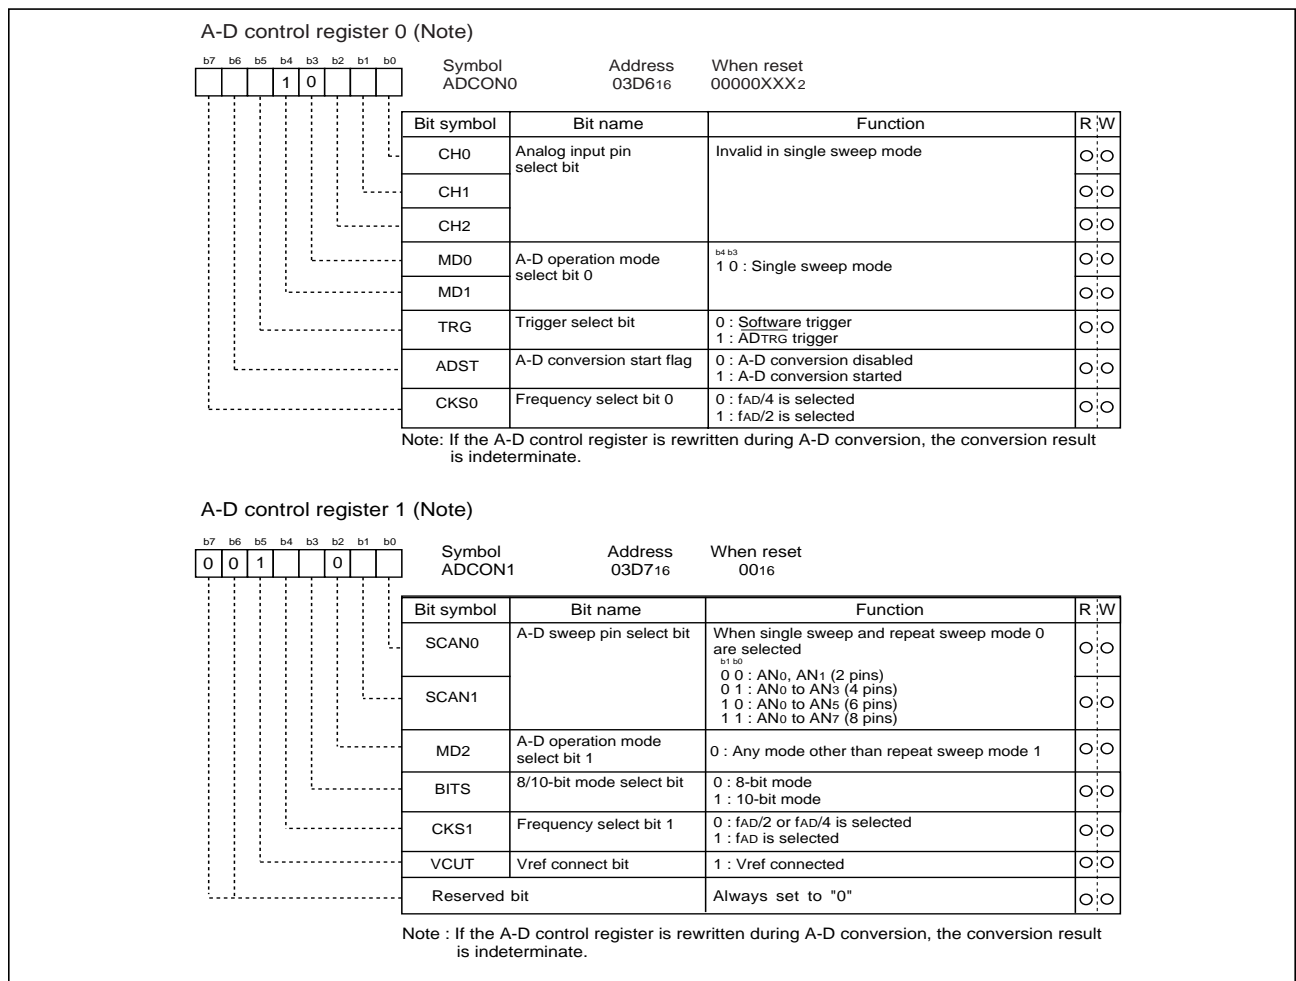 A-D control register 0 (Note)
b7 b6 b5 b4 b3 b2 b1 b0
1 0
Symbol Address When reset
ADCON0 03D616 00000XXX2
Bit symbol Bit name Function R W
CH0 Analog input pin select bit Invalid in single sweep mode
CH1
CH2
MD0 A-D operation mode select bit 0 b4 b3
1 0 : Single sweep mode
MD1
TRG Trigger select bit 0 : Software trigger
1 : ADTRG trigger
ADST A-D conversion start flag 0 : A-D conversion disabled
1 : A-D conversion started
CKS0 Frequency select bit 0 0 : fAD/4 is selected
1 : fAD/2 is selected
Note: If the A-D control register is rewritten during A-D conversion, the conversion result
is indeterminate.
A-D control register 1 (Note)
b7 b6 b5 b4 b3 b2 b1 b0
0 0 1 0
Symbol Address When reset
ADCON1 03D716 0016
Bit symbol Bit name Function R W
SCAN0 A-D sweep pin select bit When single sweep and repeat sweep mode 0
are selected
b1 b0
0 0 : AN0, AN1 (2 pins)
0 1 : AN0 to AN3 (4 pins)
SCAN1 1 0 : AN0 to AN5 (6 pins)
1 1 : AN0 to AN7 (8 pins)
MD2 A-D operation mode select bit 1 0 : Any mode other than repeat sweep mode 1
BITS 8/10-bit mode select bit 0 : 8-bit mode
1 : 10-bit mode
CKS1 Frequency select bit 1 0 : fAD/2 or fAD/4 is selected
1 : fAD is selected
VCUT Vref connect bit 1 : Vref connected
Reserved bit Always set to "0"
Note : If the A-D control register is rewritten during A-D conversion, the conversion result
is indeterminate.